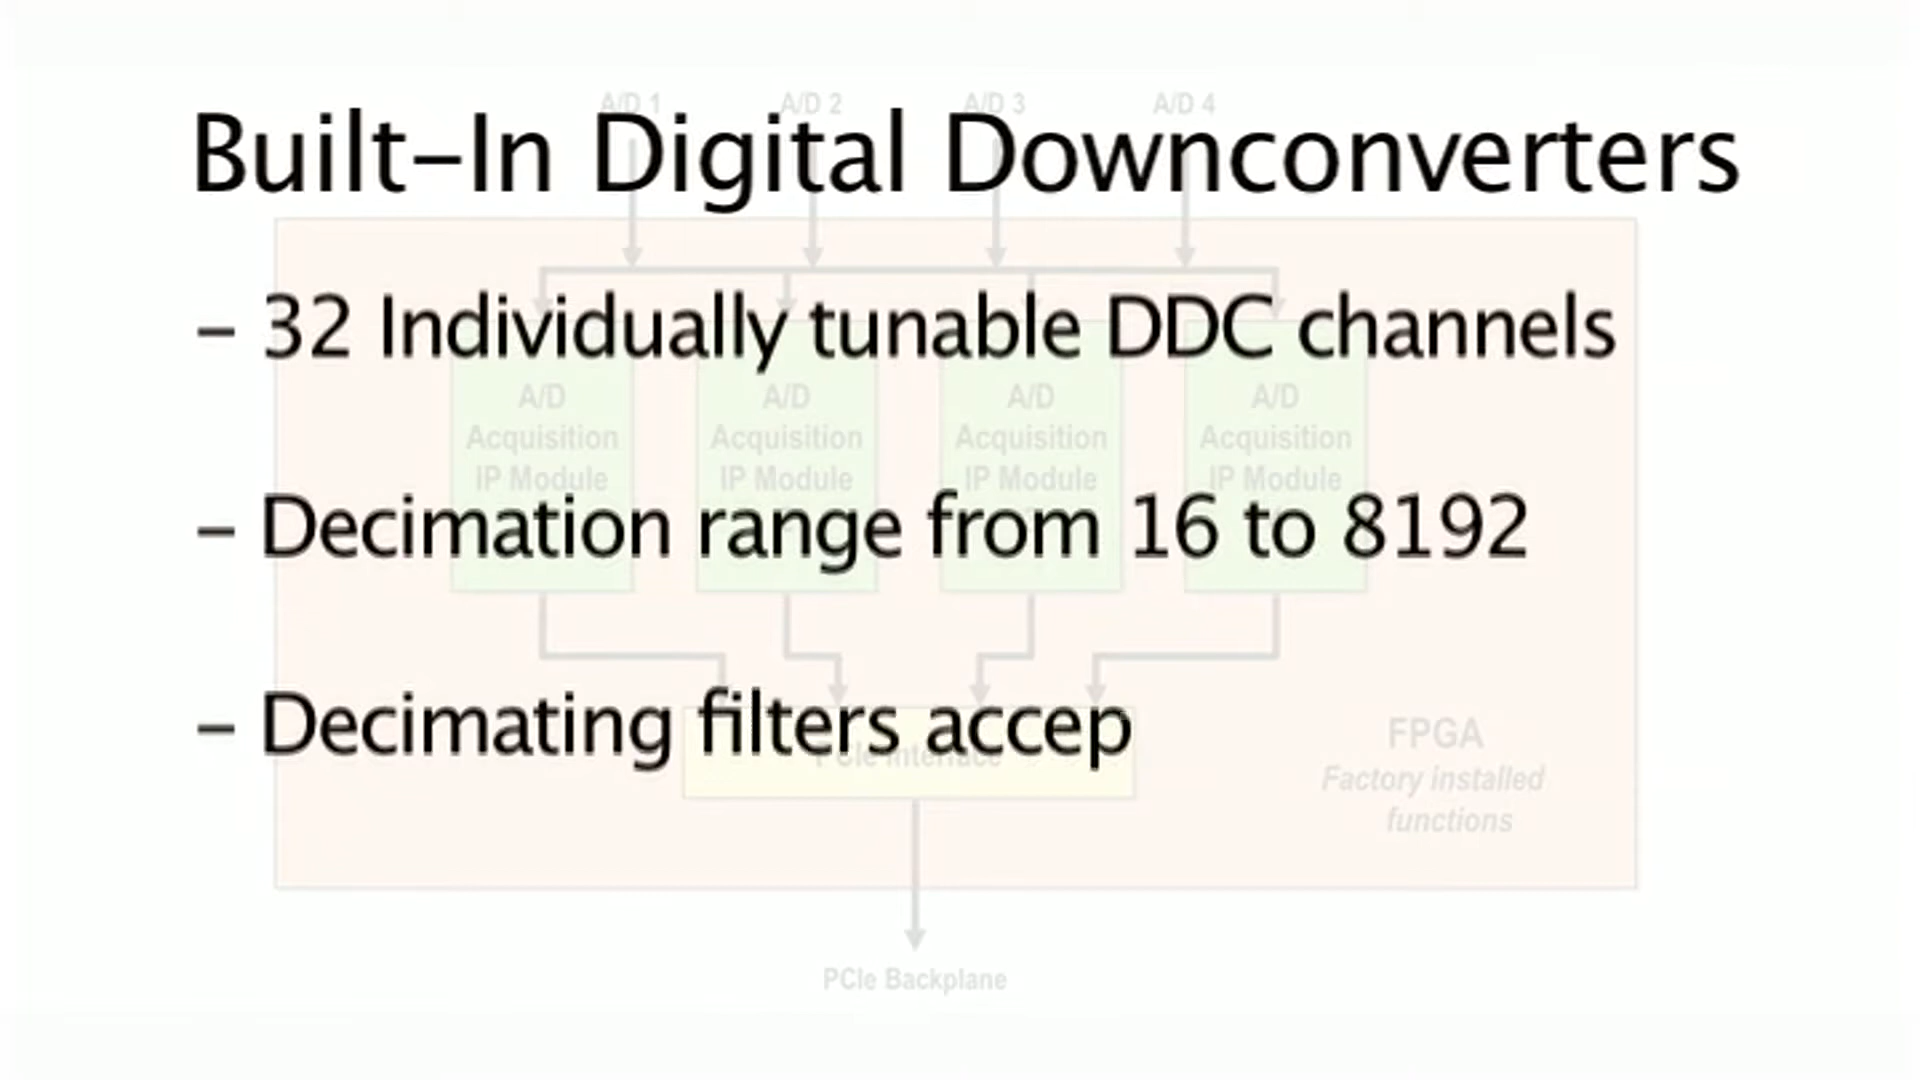 A/D 1 A/D 2 A/D 3 A/D 4
Built-In Digital Downconverters
- 32 Individually tunable DDC channels
A/D
Acquisition
IP Module
A/D
Acquisition
IP Module
A/D
Acquisition
IP Module
A/D
Acquisition
IP Module
- Decimation range from 16 to 8192
- Decimating filters accep
PCIe Interface
FPGA
Factory installed
functions
PCIe Backplane